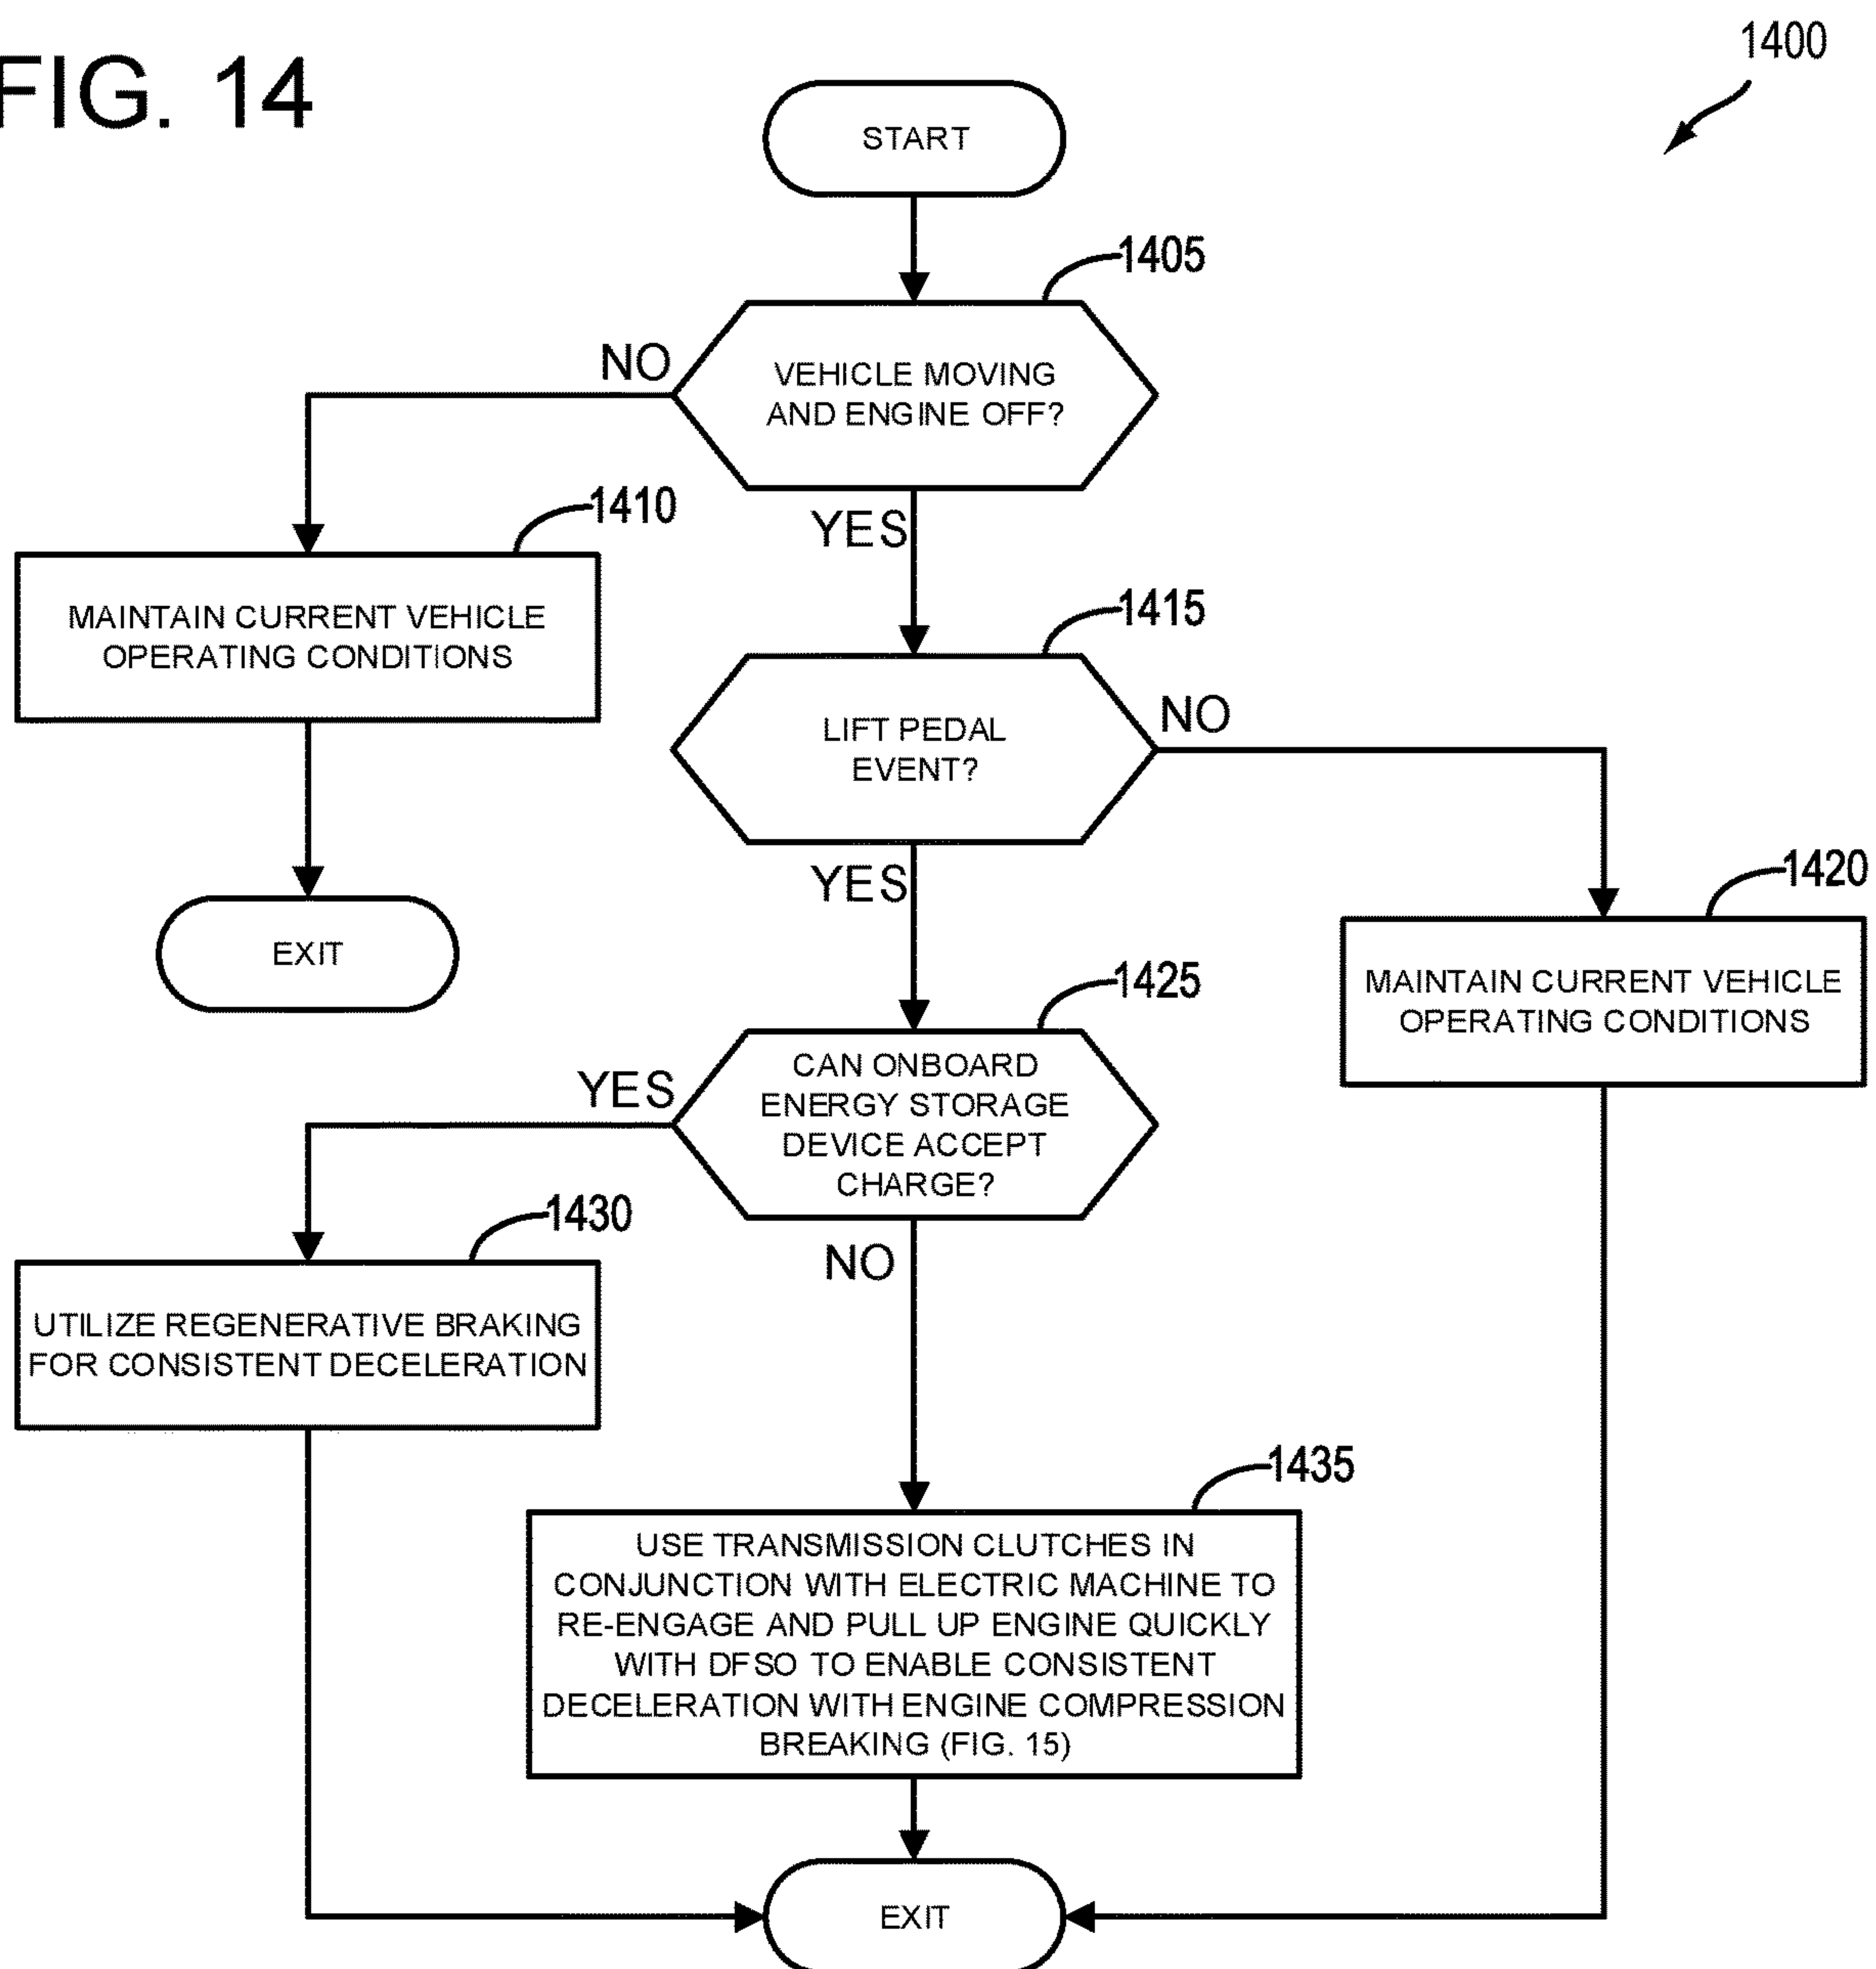 FIG. 14
1400
START
1405
VEHICLE MOVING
AND ENGINE OFF?
NO
YES
1410
MAINTAIN CURRENT VEHICLE
OPERATING CONDITIONS
EXIT
1415
LIFT PEDAL
EVENT?
NO
YES
1420
MAINTAIN CURRENT VEHICLE
OPERATING CONDITIONS
1425
CAN ONBOARD
ENERGY STORAGE
DEVICE ACCEPT
CHARGE?
YES
NO
1430
UTILIZE REGENERATIVE BRAKING
FOR CONSISTENT DECELERATION
1435
USE TRANSMISSION CLUTCHES IN
CONJUNCTION WITH ELECTRIC MACHINE TO
RE-ENGAGE AND PULL UP ENGINE QUICKLY
WITH DFSO TO ENABLE CONSISTENT
DECELERATION WITH ENGINE COMPRESSION
BREAKING (FIG. 15)
EXIT